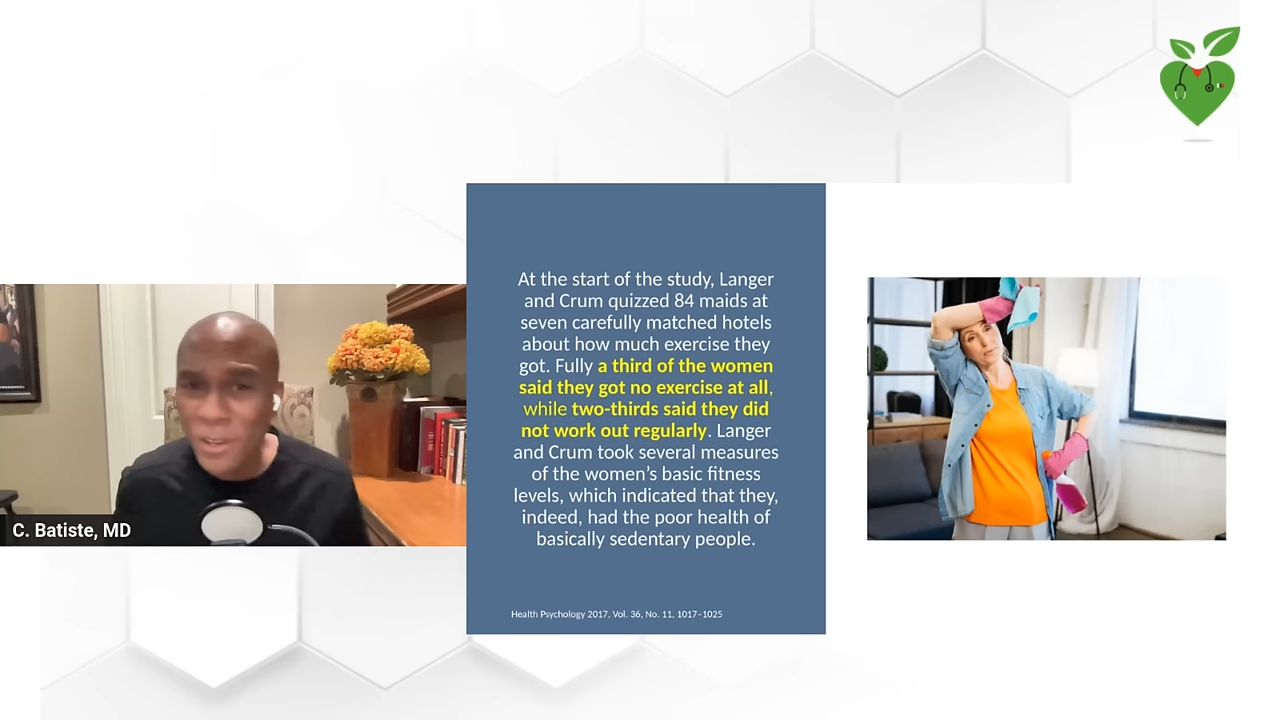 At the start of the study, Langer
and Crum quizzed 84 maids at
seven carefully matched hotels
about how much exercise they
got. Fully a third of the women
said they got no exercise at all,
while two-thirds said they did
not work out regularly. Langer
and Crum took several measures
of the women’s basic fitness
levels, which indicated that they,
indeed, had the poor health of
basically sedentary people.
Health Psychology 2017, Vol. 36, No. 11, 1017–1025
C. Batiste, MD